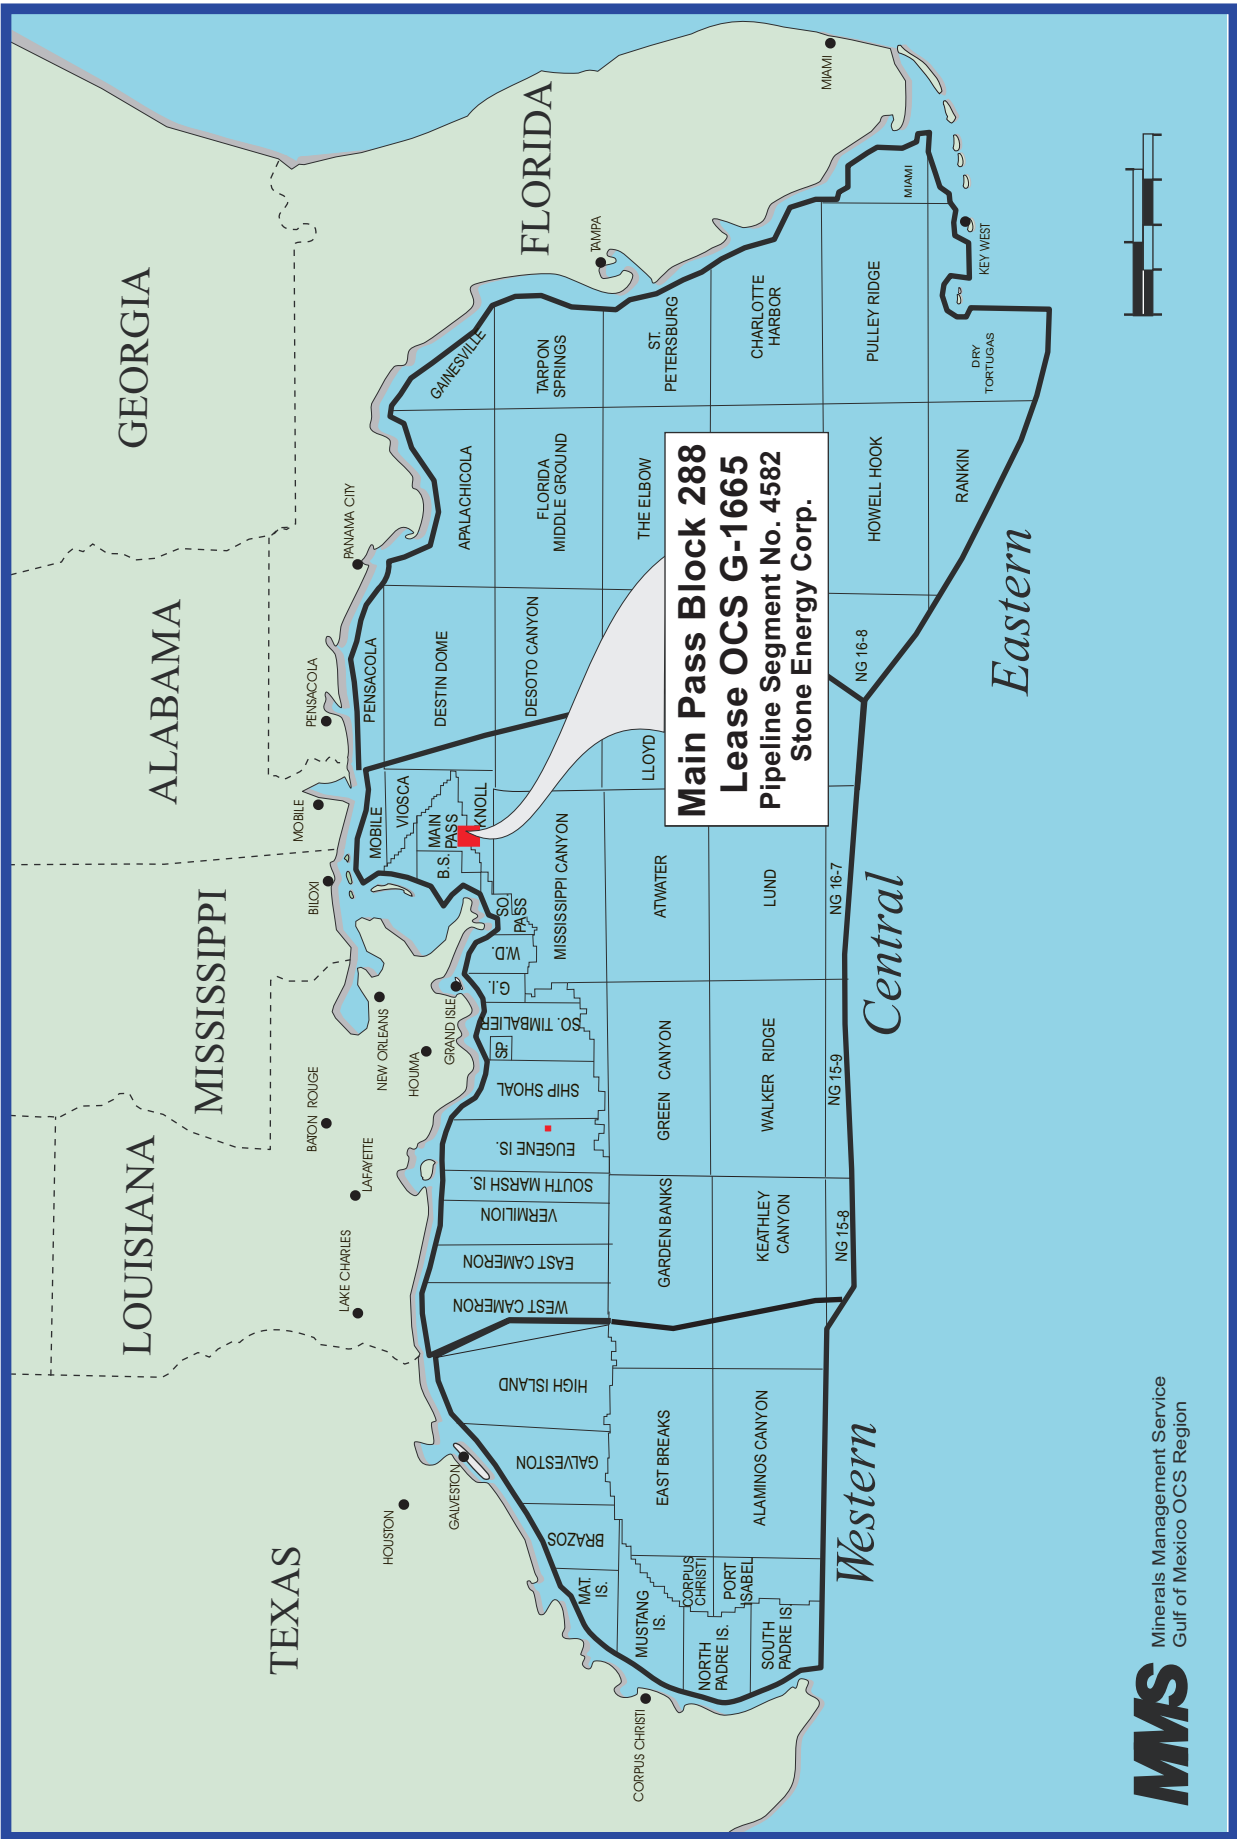 TEXAS
LOUISIANA
MISSISSIPPI
ALABAMA
GEORGIA
FLORIDA
CORPUS CHRISTI
HOUSTON
GALVESTON
LAKE CHARLES
LAFAYETTE
BATON ROUGE
NEW ORLEANS
HOUMA
GRAND ISLE
BILOXI
MOBILE
PENSACOLA
PANAMA CITY
TAMPA
MIAMI
KEY WEST
SOUTH
PADRE IS.
NORTH
PADRE IS.
MUSTANG
IS.
MAT.
IS.
BRAZOS
GALVESTON
HIGH ISLAND
CORPUS
CHRISTI
PORT
ISABEL
EAST BREAKS
ALAMINOS CANYON
WEST CAMERON
EAST CAMERON
VERMILION
SOUTH MARSH IS.
EUGENE IS.
SHIP SHOAL
SP.
SO. TIMBALIER
G.I.
W.D.
SO.
PASS
B.S.
MAIN
PASS
MOBILE
VIOSCA
KNOLL
GARDEN BANKS
KEATHLEY
CANYON
NG 15-8
GREEN CANYON
WALKER RIDGE
NG 15-9
MISSISSIPPI CANYON
ATWATER
LUND
NG 16-7
PENSACOLA
DESTIN DOME
DESOTO CANYON
LLOYD
NG 16-8
APALACHICOLA
FLORIDA
MIDDLE GROUND
THE ELBOW
HOWELL HOOK
RANKIN
GAINESVILLE
TARPON
SPRINGS
ST.
PETERSBURG
CHARLOTTE
HARBOR
PULLEY RIDGE
DRY
TORTUGAS
MIAMI
Main Pass Block 288
Lease OCS G-1665
Pipeline Segment No. 4582
Stone Energy Corp.
Western
Central
Eastern
MMS
Minerals Management Service
Gulf of Mexico OCS Region